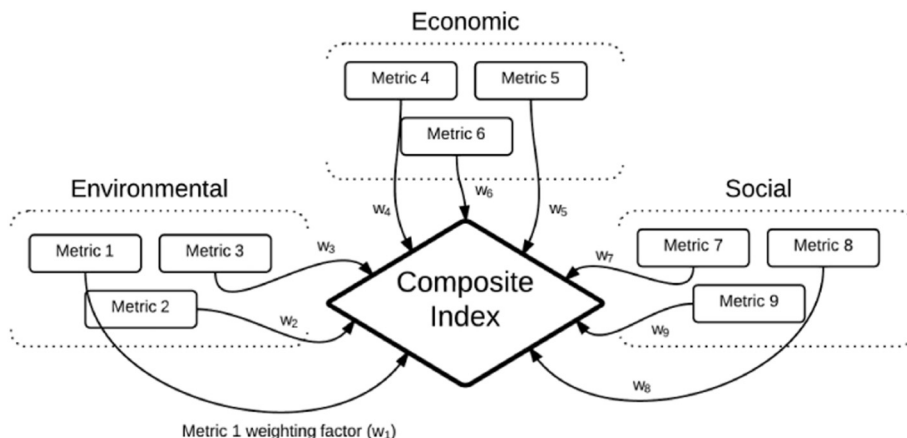 Economic
Metric 4
Metric 5
Metric 6
w4
w6
w5
Environmental
Metric 1
Metric 3
Metric 2
w3
w2
Social
Metric 7
Metric 8
Metric 9
w7
w9
w8
Composite
Index
Metric 1 weighting factor (w1)